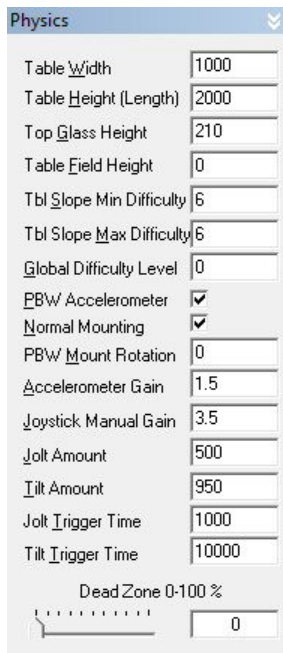 Physics
Table Width 1000
Table Height (Length) 2000
Top Glass Height 210
Table Field Height 0
Tbl Slope Min Difficulty 6
Tbl Slope Max Difficulty 6
Global Difficulty Level 0
PBW Accelerometer
Normal Mounting
PBW Mount Rotation 0
Accelerometer Gain 1.5
Joystick Manual Gain 3.5
Jolt Amount 500
Tilt Amount 950
Jolt Trigger Time 1000
Tilt Trigger Time 10000
Dead Zone 0-100 %
0